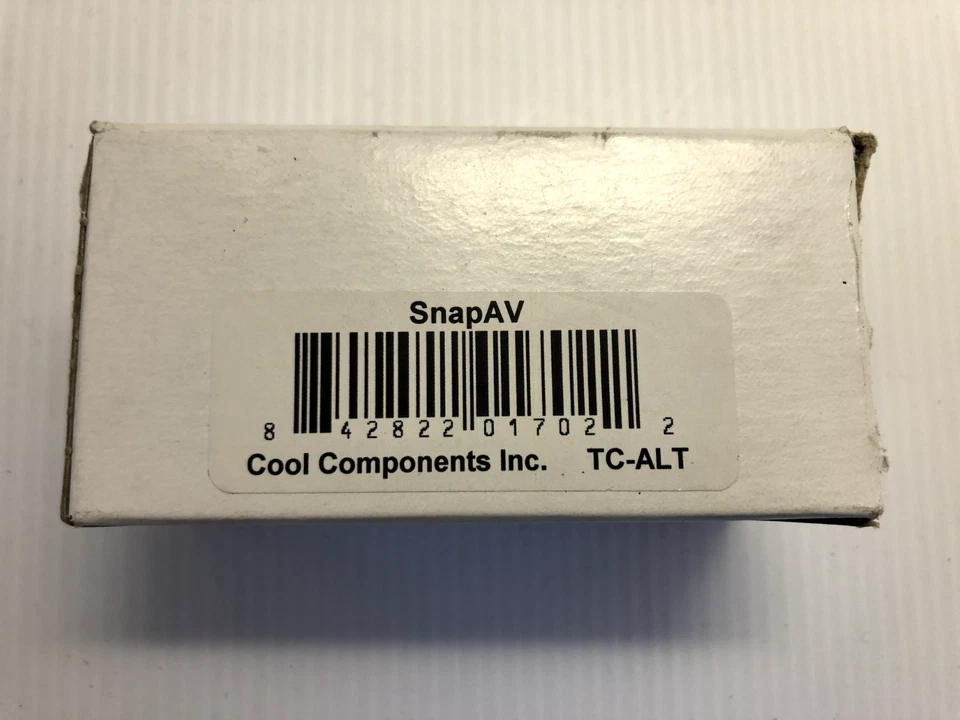 SnapAV
8 42822 01702 2
Cool Components Inc. TC-ALT